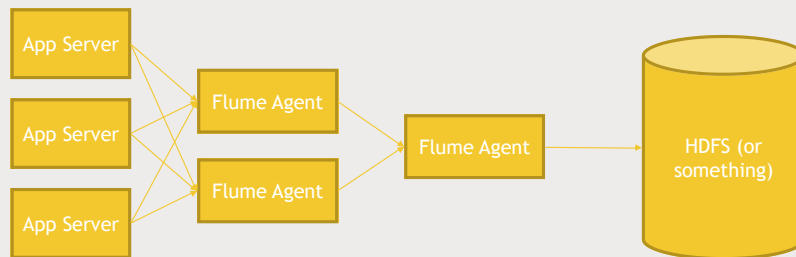 App Server
App Server
App Server
Flume Agent
Flume Agent
Flume Agent
HDFS (or
something)